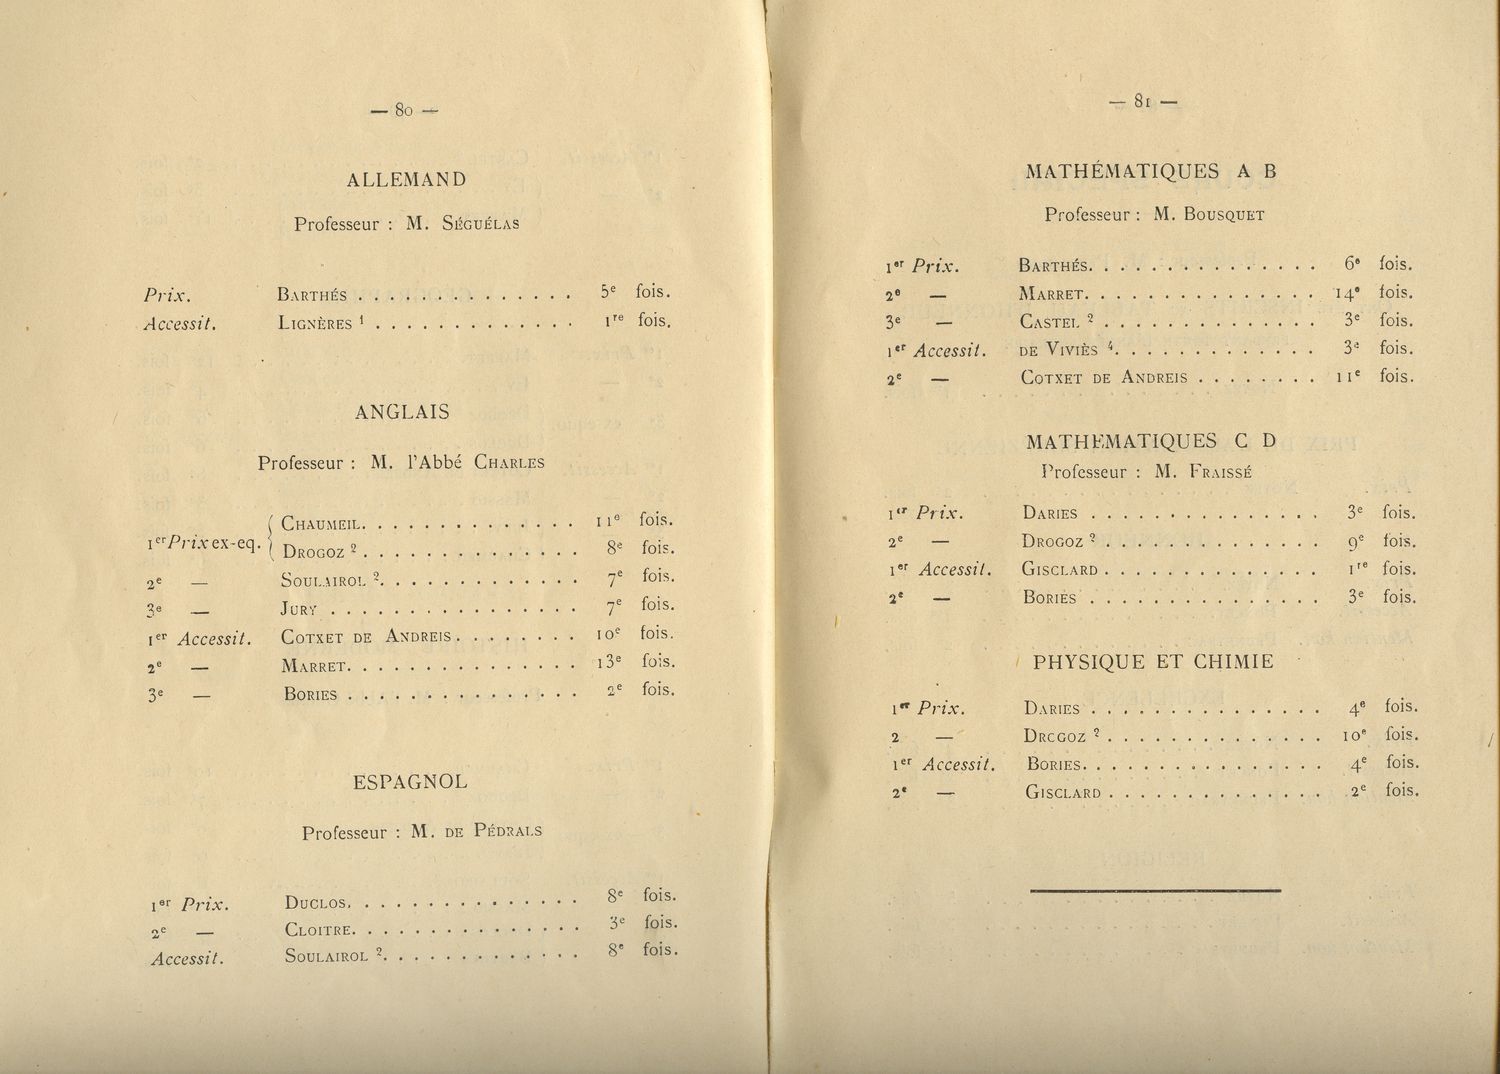 — 80 —
ALLEMAND
Professeur : M. Séguélas
Prix. Barthés . . . . . . . . . . . . . . 5e fois.
Accessit. Lignères 1 . . . . . . . . . . . . . 1re fois.
ANGLAIS
Professeur : M. l'Abbé Charles
1er Prix ex-eq. { Chaumeil. . . . . . . . . . . . . . 11e fois.
Drogoz 2 . . . . . . . . . . . . . . 8e fois.
2e — Soulairol 2. . . . . . . . . . . . . 7e fois.
3e — Jury . . . . . . . . . . . . . . . . 7e fois.
1er Accessit. Cotxet de Andreis . . . . . . . . 10e fois.
2e — Marret. . . . . . . . . . . . . . . 13e fois.
3e — Bories . . . . . . . . . . . . . . . 2e fois.
ESPAGNOL
Professeur : M. de Pédrals
1er Prix. Duclos. . . . . . . . . . . . . . . 8e fois.
2e — Cloitre. . . . . . . . . . . . . . . 3e fois.
Accessit. Soulairol 2. . . . . . . . . . . . . 8e fois.
— 81 —
MATHÉMATIQUES A B
Professeur : M. Bousquet
1er Prix. Barthés. . . . . . . . . . . . . . . 6e fois.
2e — Marret. . . . . . . . . . . . . . . 14e fois.
3e — Castel 2 . . . . . . . . . . . . . . 3e fois.
1er Accessit. de Viviès 4. . . . . . . . . . . . . 3e fois.
2e — Cotxet de Andreis . . . . . . . . 11e fois.
MATHEMATIQUES C D
Professeur : M. Fraissé
1er Prix. Daries . . . . . . . . . . . . . . . 3e fois.
2e — Drogoz 2 . . . . . . . . . . . . . . 9e fois.
1er Accessit. Gisclard . . . . . . . . . . . . . . 1re fois.
2e — Bories . . . . . . . . . . . . . . . 3e fois.
PHYSIQUE ET CHIMIE
1er Prix. Daries . . . . . . . . . . . . . . . 4e fois.
2 — Drogoz 2 . . . . . . . . . . . . . . 10e fois.
1er Accessit. Bories. . . . . . . . . . . . . . . . 4e fois.
2e — Gisclard . . . . . . . . . . . . . . 2e fois.